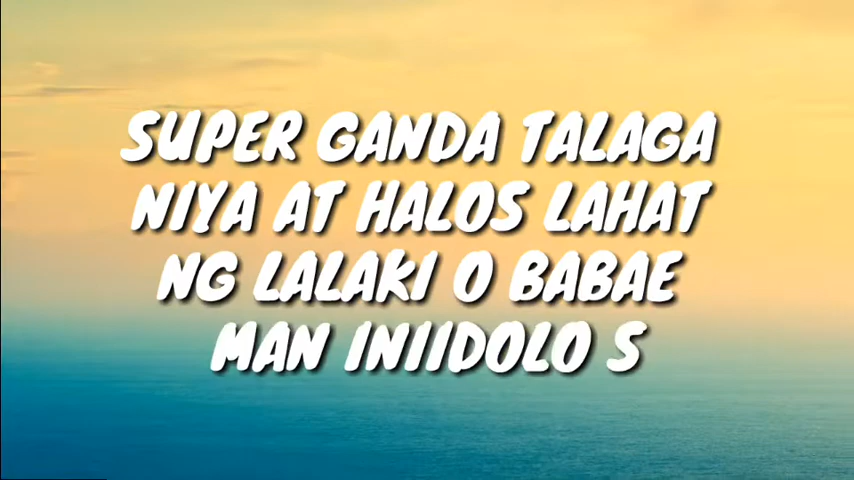 SUPER GANDA TALAGA
NIYA AT HALOS LAHAT
NG LALAKI O BABAE
MAN INIIDOLO S